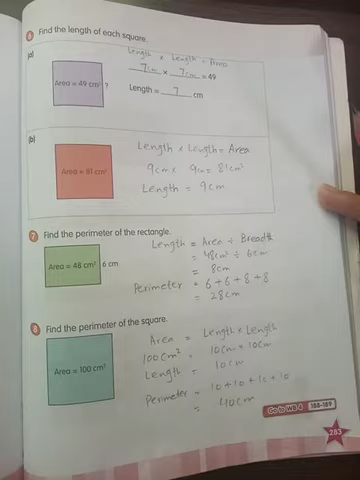 6 Find the length of each square.
(a)
Length x Length = Area
7cm x 7cm = 49
Area = 49 cm² ?
Length = 7 cm
(b)
Length x Length = Area
9cm x 9cm = 81cm²
Area = 81 cm²
Length = 9cm
7 Find the perimeter of the rectangle.
Length = Area ÷ Breadth
= 48cm² ÷ 6cm
Area = 48 cm² 6 cm
= 8cm
Perimeter = 6+6+8+8
= 28cm
8 Find the perimeter of the square.
Area = Length x Length
100cm² = 10cm x 10cm
Area = 100 cm²
Length = 10cm
Perimeter = 10+10+10+10
= 40cm
Go to WB 4 188-189
283